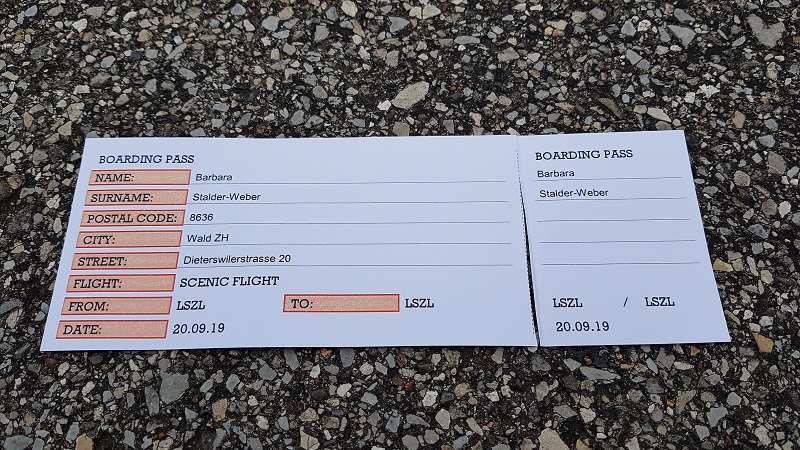 BOARDING PASS
NAME: Barbara
SURNAME: Stalder-Weber
POSTAL CODE: 8636
CITY: Wald ZH
STREET: Dieterswilerstrasse 20
FLIGHT: SCENIC FLIGHT
FROM: LSZL TO: LSZL
DATE: 20.09.19
BOARDING PASS
Barbara
Stalder-Weber
LSZL / LSZL
20.09.19